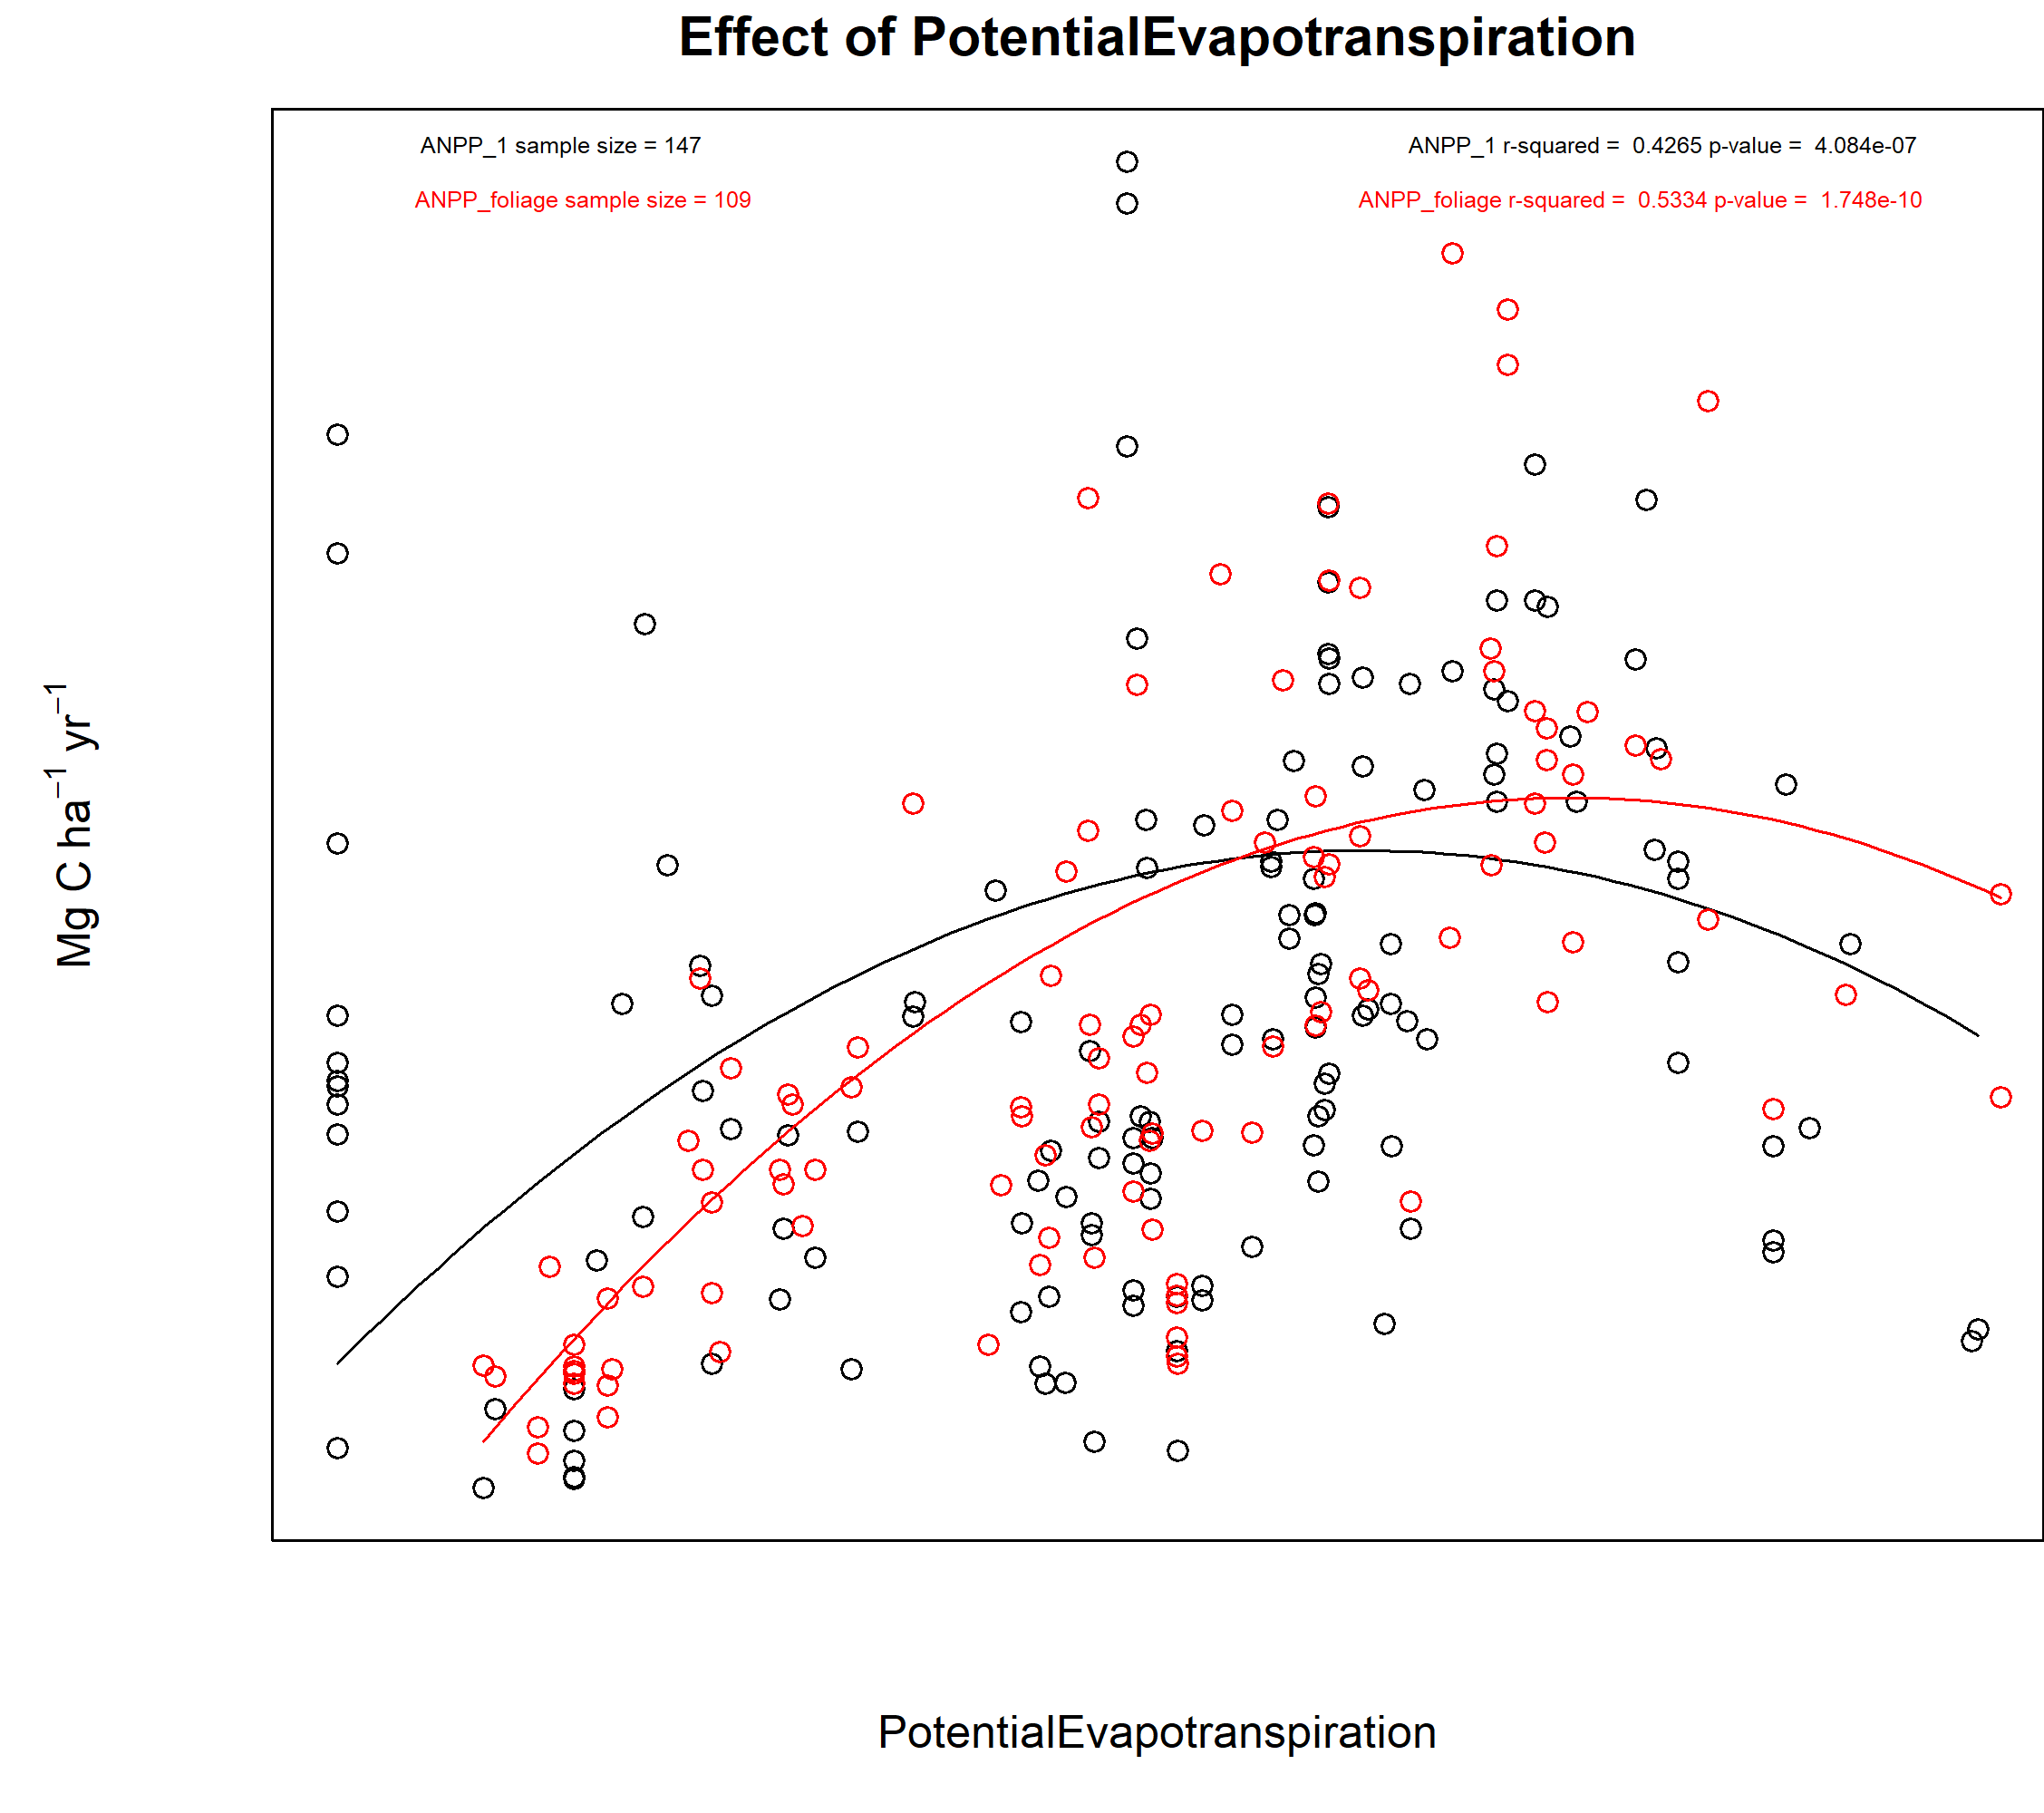 Effect of PotentialEvapotranspiration
ANPP_1 sample size = 147
ANPP_1 r-squared = 0.4265 p-value = 4.084e-07
ANPP_foliage sample size = 109
ANPP_foliage r-squared = 0.5334 p-value = 1.748e-10
Mg C ha⁻¹ yr⁻¹
PotentialEvapotranspiration